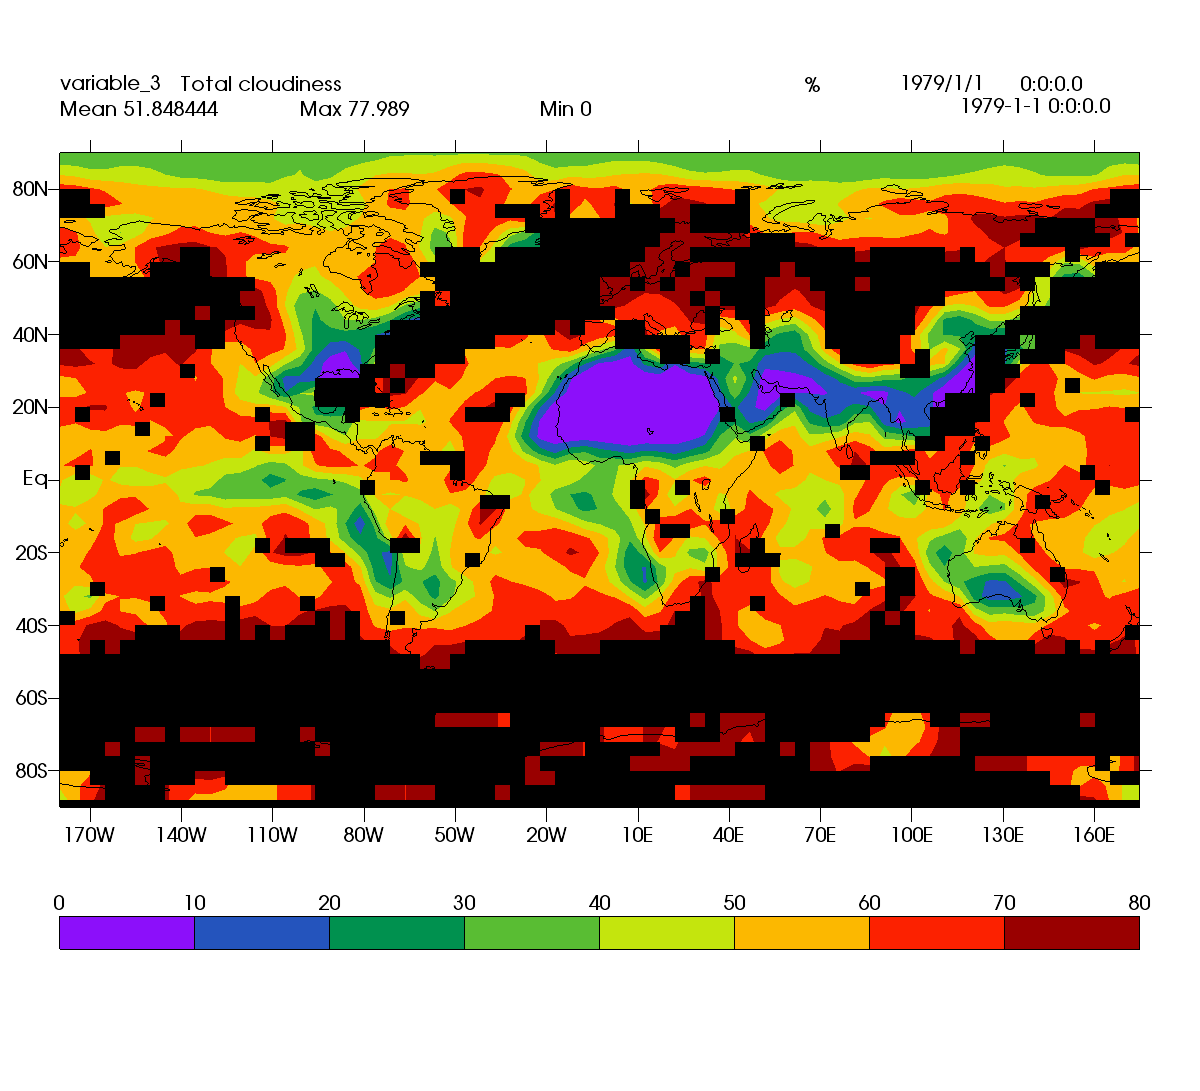 variable_3 Total cloudiness % 1979/1/1 0:0:0.0
Mean 51.848444 Max 77.989 Min 0 1979-1-1 0:0:0.0
80N
60N
40N
20N
Eq
20S
40S
60S
80S
170W 140W 110W 80W 50W 20W 10E 40E 70E 100E 130E 160E
0 10 20 30 40 50 60 70 80